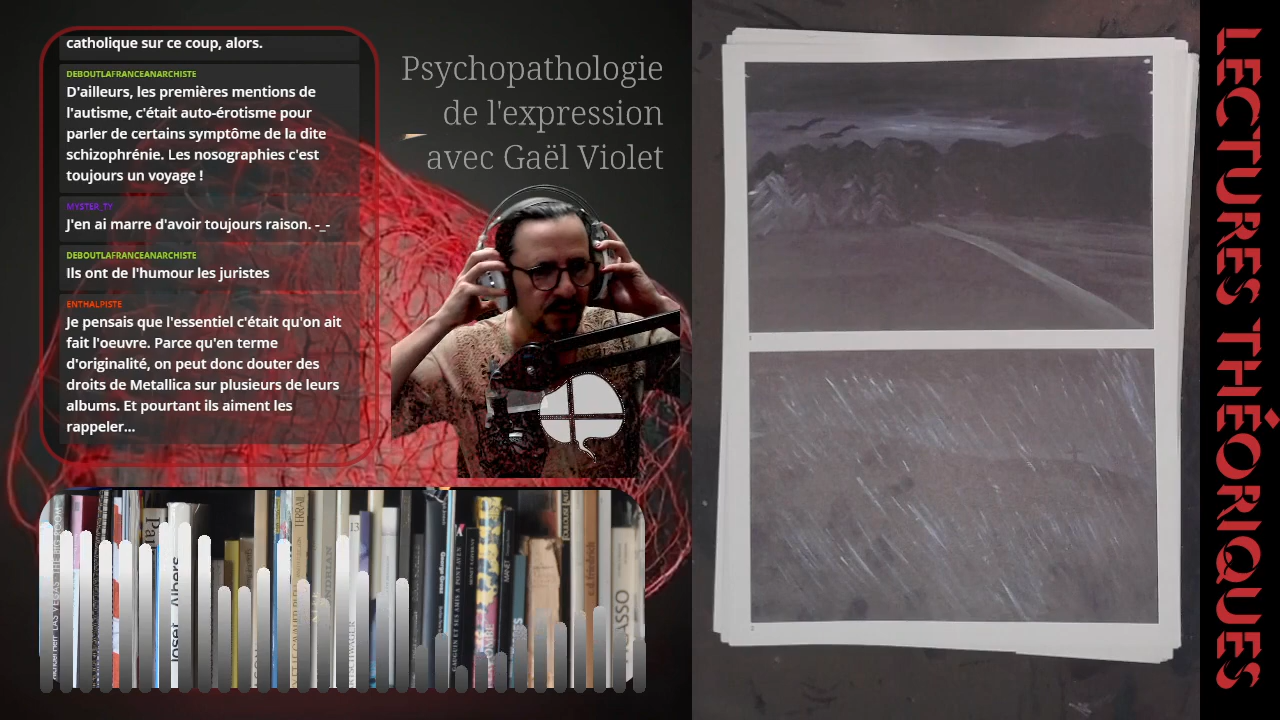 catholique sur ce coup, alors.
DEBOUTLAFRANCEANARCHISTE
D'ailleurs, les premières mentions de
l'autisme, c'était auto-érotisme pour
parler de certains symptôme de la dite
schizophrénie. Les nosographies c'est
toujours un voyage !
MYSTER_TY
J'en ai marre d'avoir toujours raison. -_-
DEBOUTLAFRANCEANARCHISTE
Ils ont de l'humour les juristes
ENTHALPISTE
Je pensais que l'essentiel c'était qu'on ait
fait l'oeuvre. Parce qu'en terme
d'originalité, on peut donc douter des
droits de Metallica sur plusieurs de leurs
albums. Et pourtant ils aiment les
rappeler...
Psychopathologie
de l'expression
avec Gaël Violet
LECTURES THÉORIQUES
Josef Albers
MANET